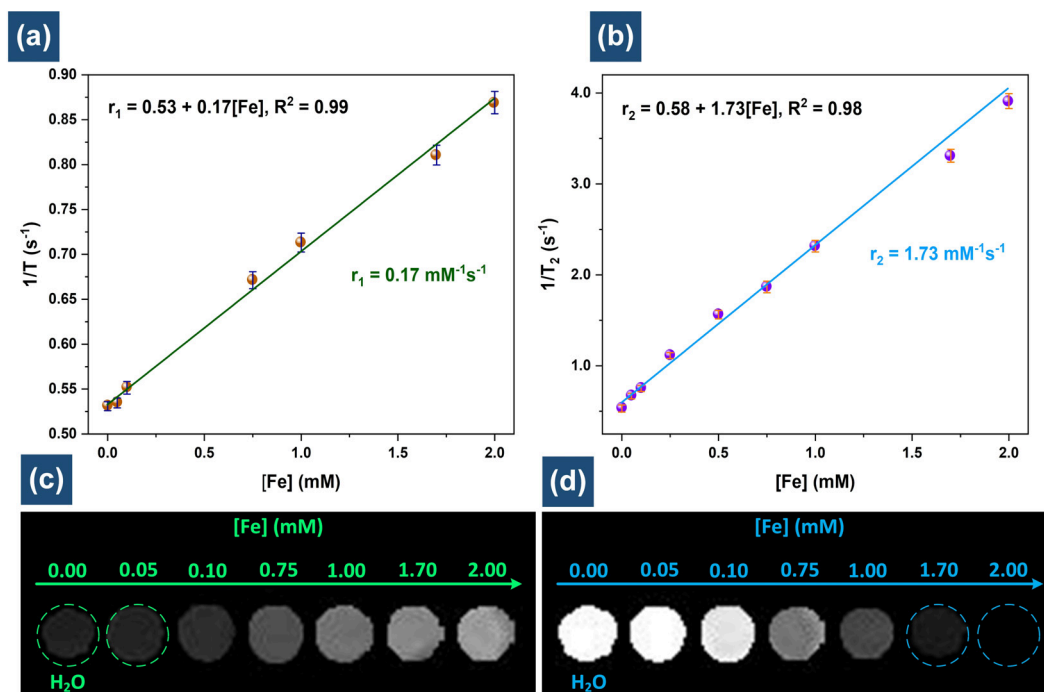 (a)
0.90
0.85
0.80
0.75
0.70
0.65
0.60
0.55
0.50
1/T (s⁻¹)
r₁ = 0.53 + 0.17[Fe], R² = 0.99
r₁ = 0.17 mM⁻¹s⁻¹
0.0 0.5 1.0 1.5 2.0
[Fe] (mM)
(b)
4.0
3.0
2.0
1.0
1/T₂ (s⁻¹)
r₂ = 0.58 + 1.73[Fe], R² = 0.98
r₂ = 1.73 mM⁻¹s⁻¹
0.0 0.5 1.0 1.5 2.0
[Fe] (mM)
(c)
[Fe] (mM)
0.00 0.05 0.10 0.75 1.00 1.70 2.00
H₂O
(d)
[Fe] (mM)
0.00 0.05 0.10 0.75 1.00 1.70 2.00
H₂O